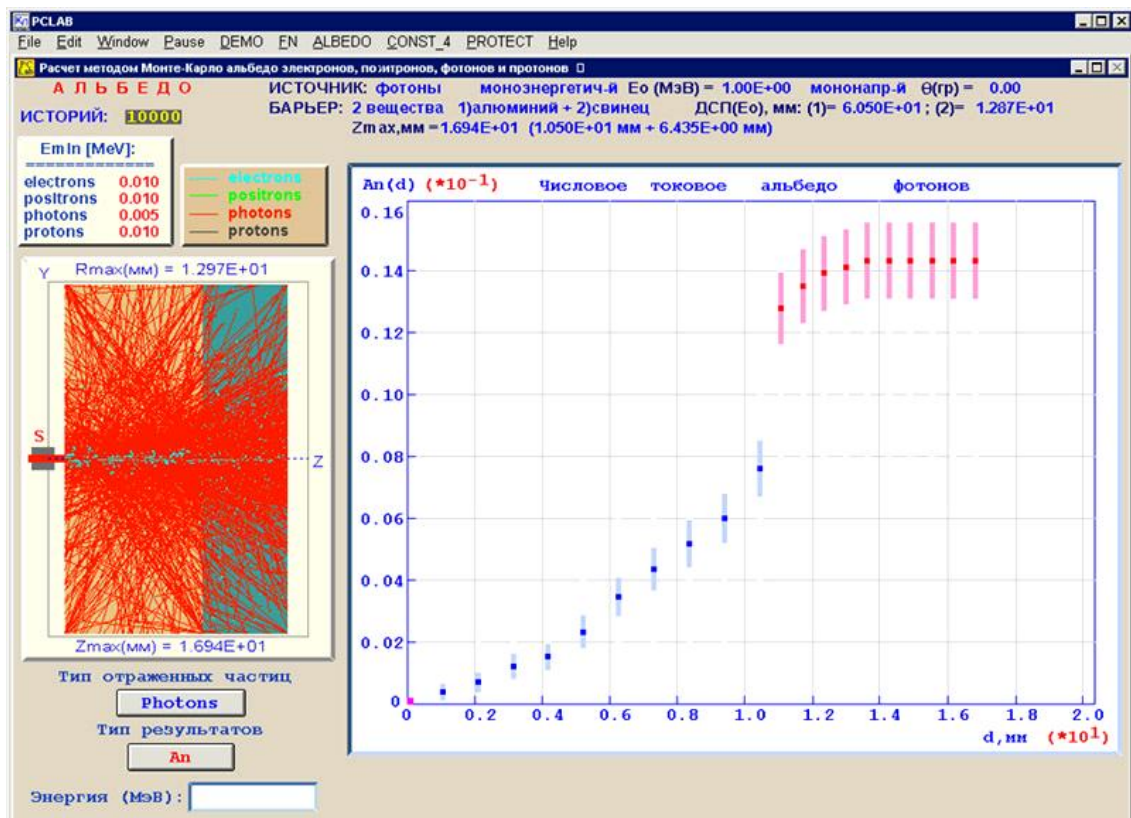 PCLAB
File Edit Window Pause DEMO FN ALBEDO CONST_4 PROTECT Help
Расчет методом Монте-Карло альбедо электронов, позитронов, фотонов и протонов
А Л Ь Б Е Д О
ИСТОЧНИК: фотоны моноэнергетич-й Eo (МэВ) = 1.00E+00 мононапр-й Θ(гр) = 0.00
ИСТОРИЙ: 10000
БАРЬЕР: 2 вещества 1)алюминий + 2)свинец ДСП(Eo), мм: (1)= 6.050E+01 ; (2)= 1.287E+01
Zmax,мм =1.694E+01 (1.050E+01 мм + 6.435E+00 мм)
Emin [MeV]:
=============
electrons 0.010
positrons 0.010
photons 0.005
protons 0.010
electrons
positrons
photons
protons
Y Rmax(мм) = 1.297E+01
S
Z
Zmax(мм) = 1.694E+01
Тип отраженных частиц
Photons
Тип результатов
An
Энергия (МэВ):
An(d) (*10⁻¹) Числовое токовое альбедо фотонов
0.16
0.14
0.12
0.10
0.08
0.06
0.04
0.02
0
0 0.2 0.4 0.6 0.8 1.0 1.2 1.4 1.6 1.8 2.0
d,мм (*10¹)